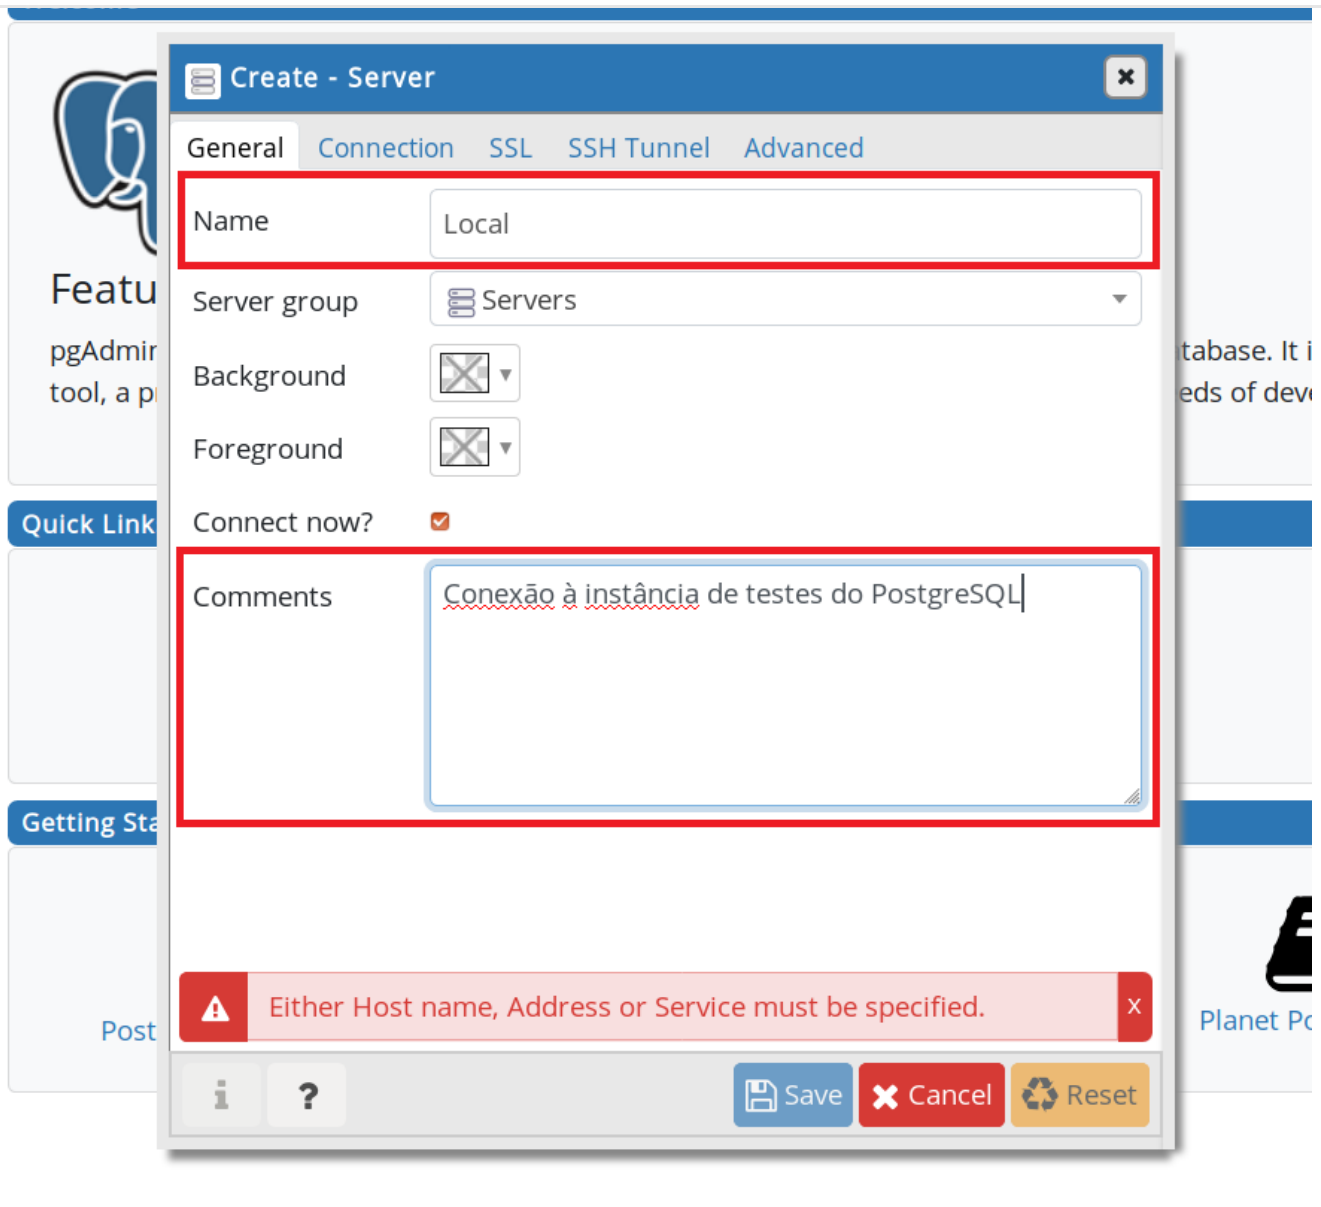 Create - Server
General Connection SSL SSH Tunnel Advanced
Name Local
Featu
Server group Servers
pgAdmin tabase. It i
Background
tool, a p eds of deve
Foreground
Quick Link
Connect now?
Comments Conexão à instância de testes do PostgreSQL
Getting Sta
Either Host name, Address or Service must be specified. X
Post
Planet Po
i ? Save Cancel Reset